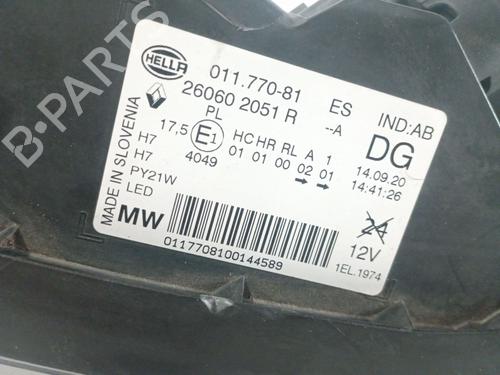 B-PARTS
HELLA
011.770-81
26060 2051 R
ES
--A
IND:AB
PL
DG
17,5 E1 HC HR RL A 1
4049 01 01 00 02 01
14.09.20
14:41:26
MADE IN SLOVENIA
H7
H7
PY21W
LED
MW
0117708100144589
24
12V
1EL.1974